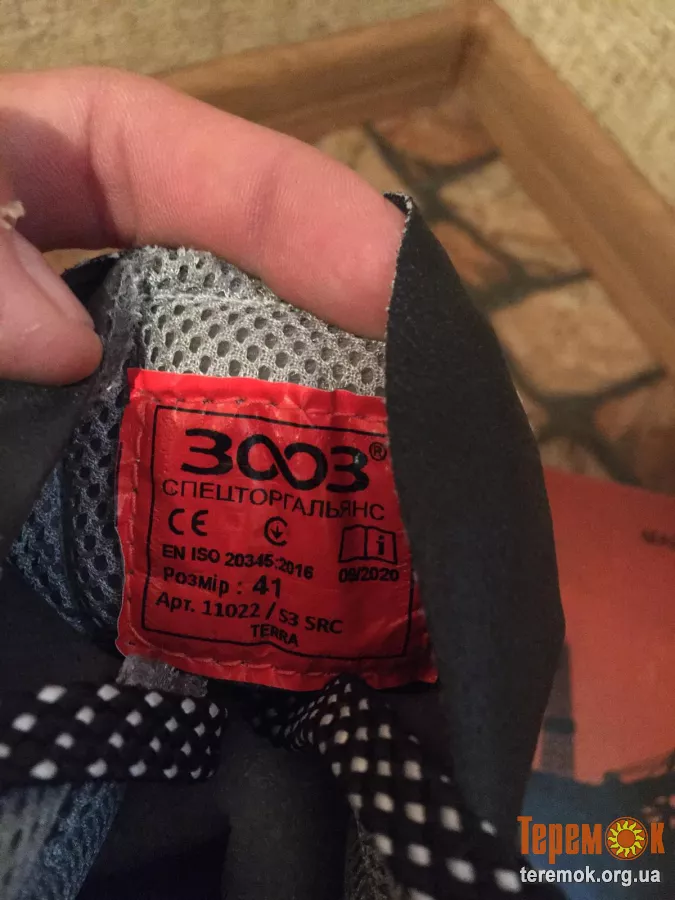 ЗООЗ®
СПЕЦТОРГАЛЬЯНС
CE
EN ISO 20345:2016
09/2020
Розмір : 41
Арт. 11022 / S3 SRC
TERRA
Теремок
teremok.org.ua